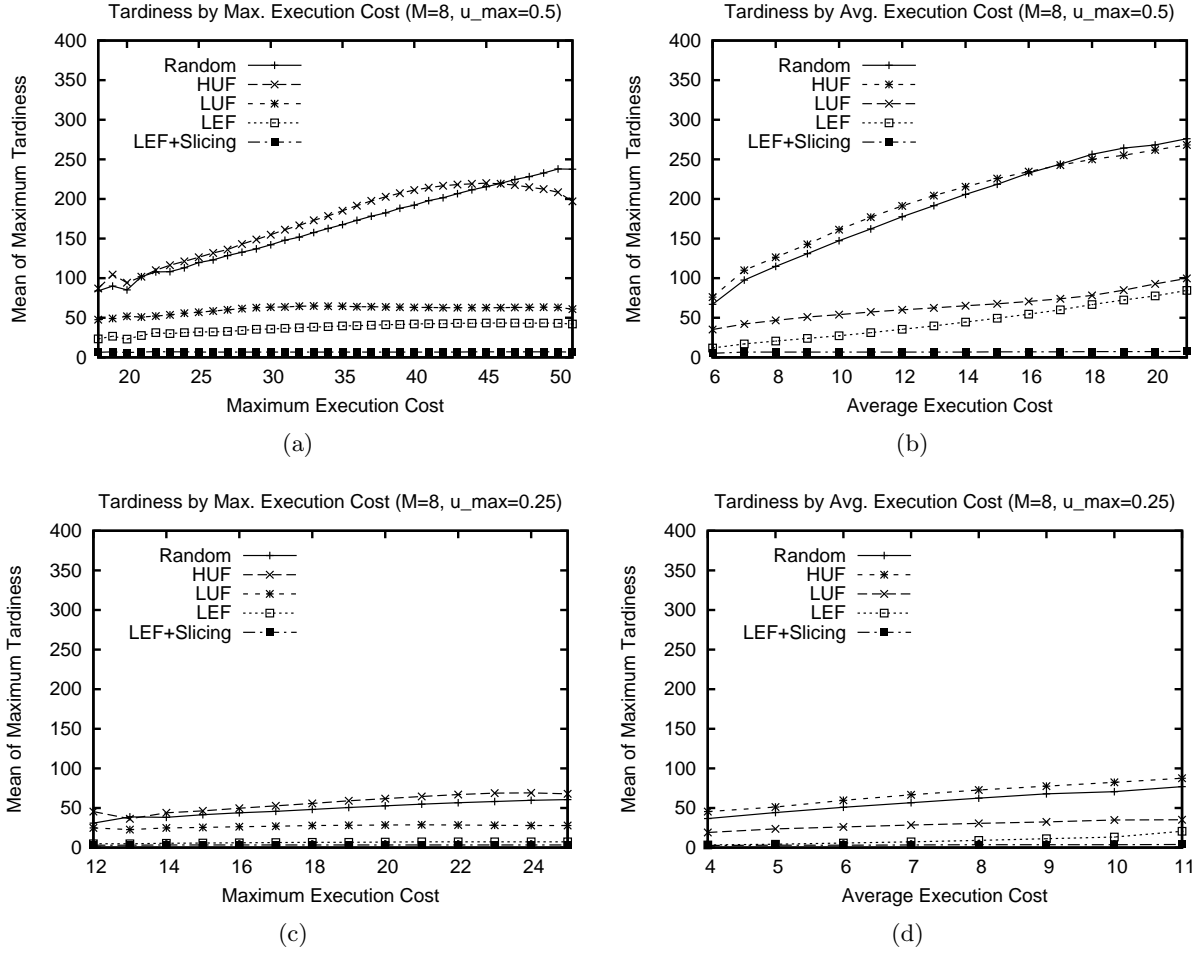 Tardiness by Max. Execution Cost (M=8, u_max=0.5)
Mean of Maximum Tardiness
400
350
300
250
200
150
100
50
0
Random
HUF
LUF
LEF
LEF+Slicing
20 25 30 35 40 45 50
Maximum Execution Cost
(a)
Tardiness by Avg. Execution Cost (M=8, u_max=0.5)
Mean of Maximum Tardiness
400
350
300
250
200
150
100
50
0
Random
HUF
LUF
LEF
LEF+Slicing
6 8 10 12 14 16 18 20
Average Execution Cost
(b)
Tardiness by Max. Execution Cost (M=8, u_max=0.25)
Mean of Maximum Tardiness
400
350
300
250
200
150
100
50
0
Random
HUF
LUF
LEF
LEF+Slicing
12 14 16 18 20 22 24
Maximum Execution Cost
(c)
Tardiness by Avg. Execution Cost (M=8, u_max=0.25)
Mean of Maximum Tardiness
400
350
300
250
200
150
100
50
0
Random
HUF
LUF
LEF
LEF+Slicing
4 5 6 7 8 9 10 11
Average Execution Cost
(d)